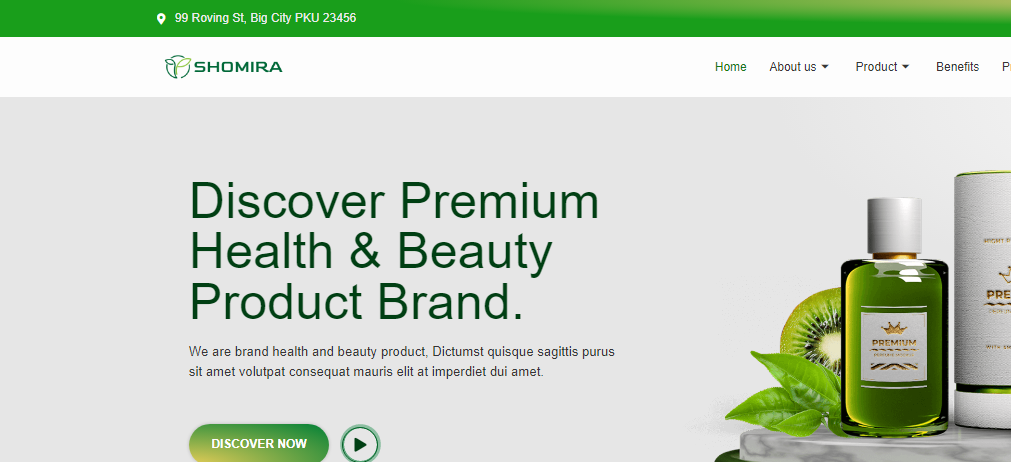 99 Roving St, Big City PKU 23456
SHOMIRA
Home About us Product Benefits
Discover Premium
Health & Beauty
Product Brand.
We are brand health and beauty product, Dictumst quisque sagittis purus
sit amet volutpat consequat mauris elit at imperdiet dui amet.
DISCOVER NOW
PREMIUM